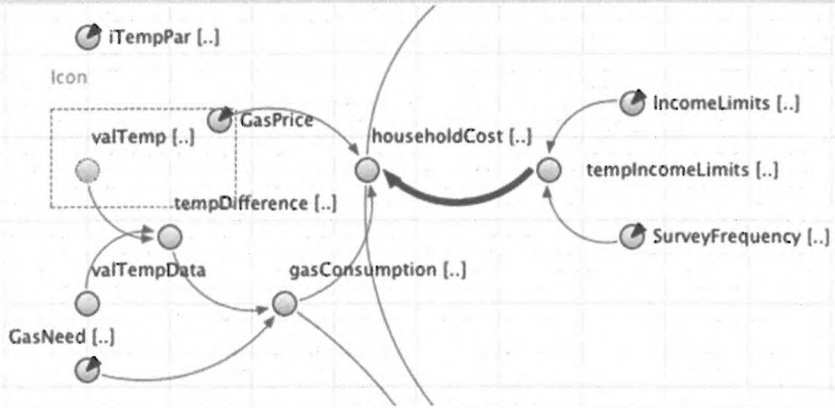 iTempPar [..]
Icon
GasPrice
IncomeLimits [..]
valTemp [..]
householdCost [..]
tempIncomeLimits [..]
tempDifference [..]
SurveyFrequency [..]
valTempData
gasConsumption [..]
GasNeed [..]